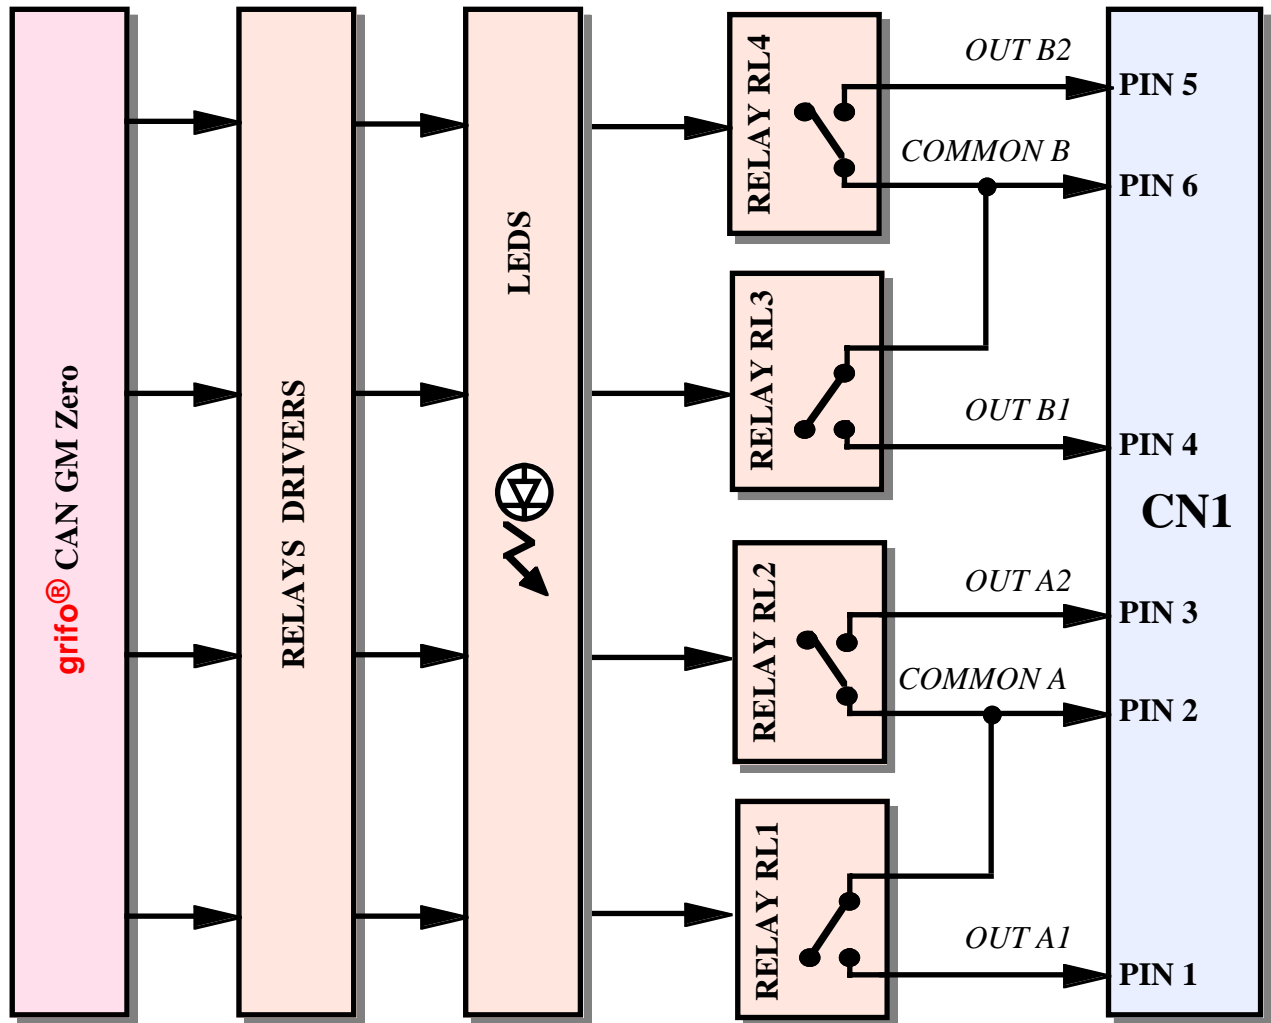 grifo® CAN GM Zero
RELAYS DRIVERS
LEDS
RELAY RL4
OUT B2
PIN 5
COMMON B
PIN 6
RELAY RL3
OUT B1
PIN 4
CN1
RELAY RL2
OUT A2
PIN 3
COMMON A
PIN 2
RELAY RL1
OUT A1
PIN 1